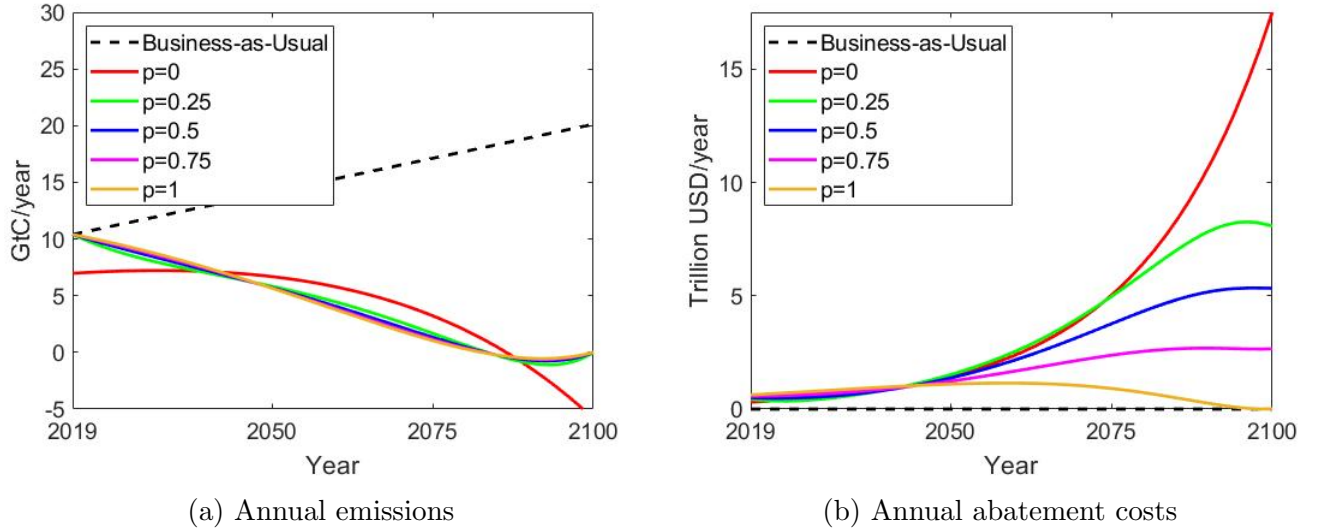 30
25
20
15
10
5
0
-5
GtC/year
Business-as-Usual
p=0
p=0.25
p=0.5
p=0.75
p=1
2019
2050
2075
2100
Year
(a) Annual emissions
15
10
5
0
Trillion USD/year
Business-as-Usual
p=0
p=0.25
p=0.5
p=0.75
p=1
2019
2050
2075
2100
Year
(b) Annual abatement costs